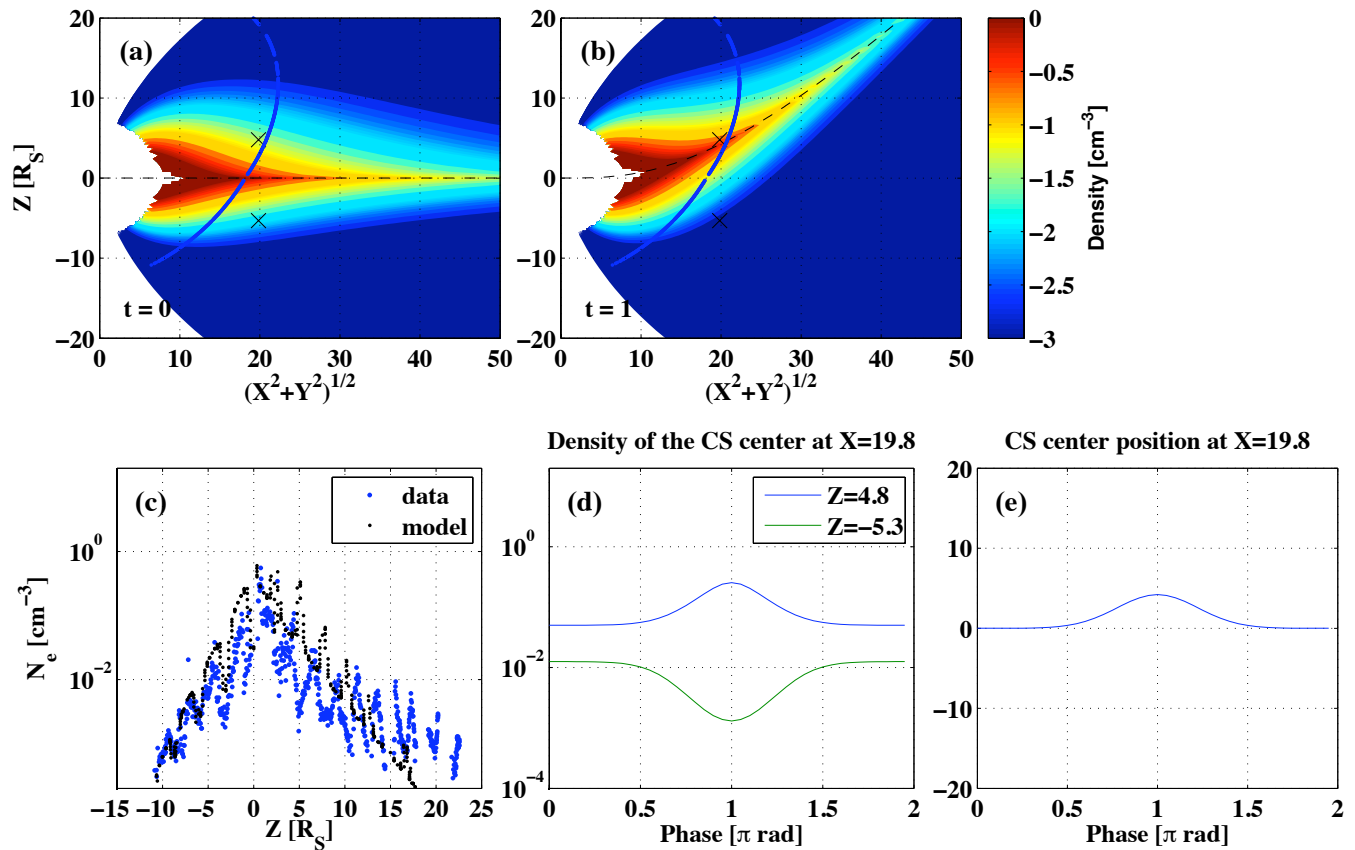 (a)
20
10
0
−10
−20
Z [R_S]
t = 0
0 10 20 30 40 50
(X^2+Y^2)^{1/2}
(b)
20
10
0
−10
−20
t = 1
0 10 20 30 40 50
(X^2+Y^2)^{1/2}
0
−0.5
−1
−1.5
−2
−2.5
−3
Density [cm^{−3}]
(c)
data
model
10^0
10^{−2}
N_e [cm^{−3}]
−15 −10 −5 0 5 10 15 20 25
Z [R_S]
Density of the CS center at X=19.8
(d)
Z=4.8
Z=−5.3
10^0
10^{−2}
10^{−4}
0 0.5 1 1.5 2
Phase [π rad]
CS center position at X=19.8
(e)
20
10
0
−10
−20
0 0.5 1 1.5 2
Phase [π rad]